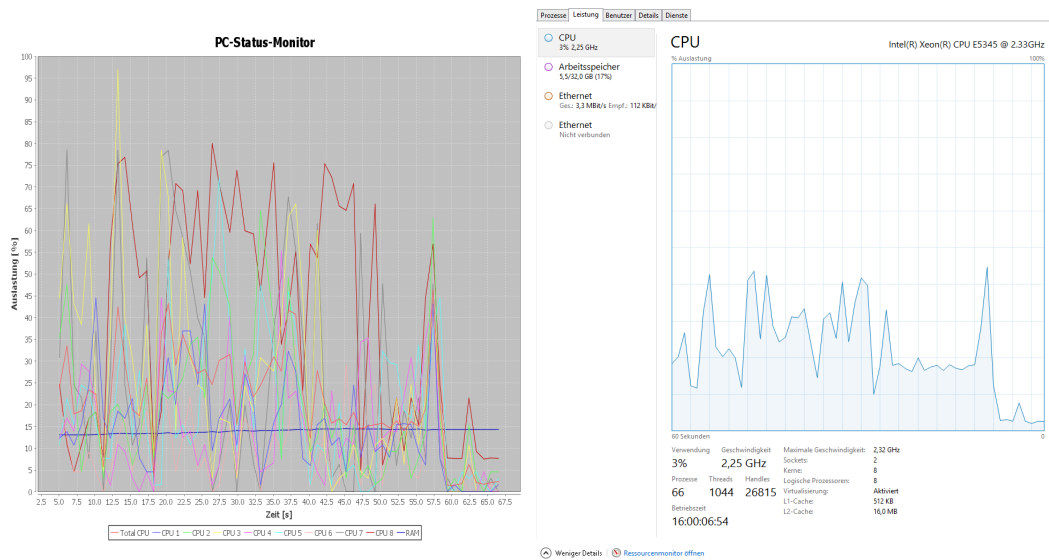 PC-Status-Monitor
Auslastung [%]
100
95
90
85
80
75
70
65
60
55
50
45
40
35
30
25
20
15
10
5
0
2.5 5.0 7.5 10.0 12.5 15.0 17.5 20.0 22.5 25.0 27.5 30.0 32.5 35.0 37.5 40.0 42.5 45.0 47.5 50.0 52.5 55.0 57.5 60.0 62.5 65.0 67.5
Zeit [s]
Total CPU CPU 1 CPU 2 CPU 3 CPU 4 CPU 5 CPU 6 CPU 7 CPU 8 RAM
Prozesse Leistung Benutzer Details Dienste
CPU
3% 2,25 GHz
Arbeitsspeicher
5,5/32,0 GB (17%)
Ethernet
Ges.: 3,3 MBit/s Empf.: 112 KBit/
Ethernet
Nicht verbunden
CPU
Intel(R) Xeon(R) CPU E5345 @ 2.33GHz
% Auslastung 100%
60 Sekunden 0
Verwendung Geschwindigkeit
3% 2,25 GHz
Prozesse Threads Handles
66 1044 26815
Betriebszeit
16:00:06:54
Maximale Geschwindigkeit: 2,32 GHz
Sockets: 2
Kerne: 8
Logische Prozessoren: 8
Virtualisierung: Aktiviert
L1-Cache: 512 KB
L2-Cache: 16,0 MB
Weniger Details Ressourcenmonitor öffnen